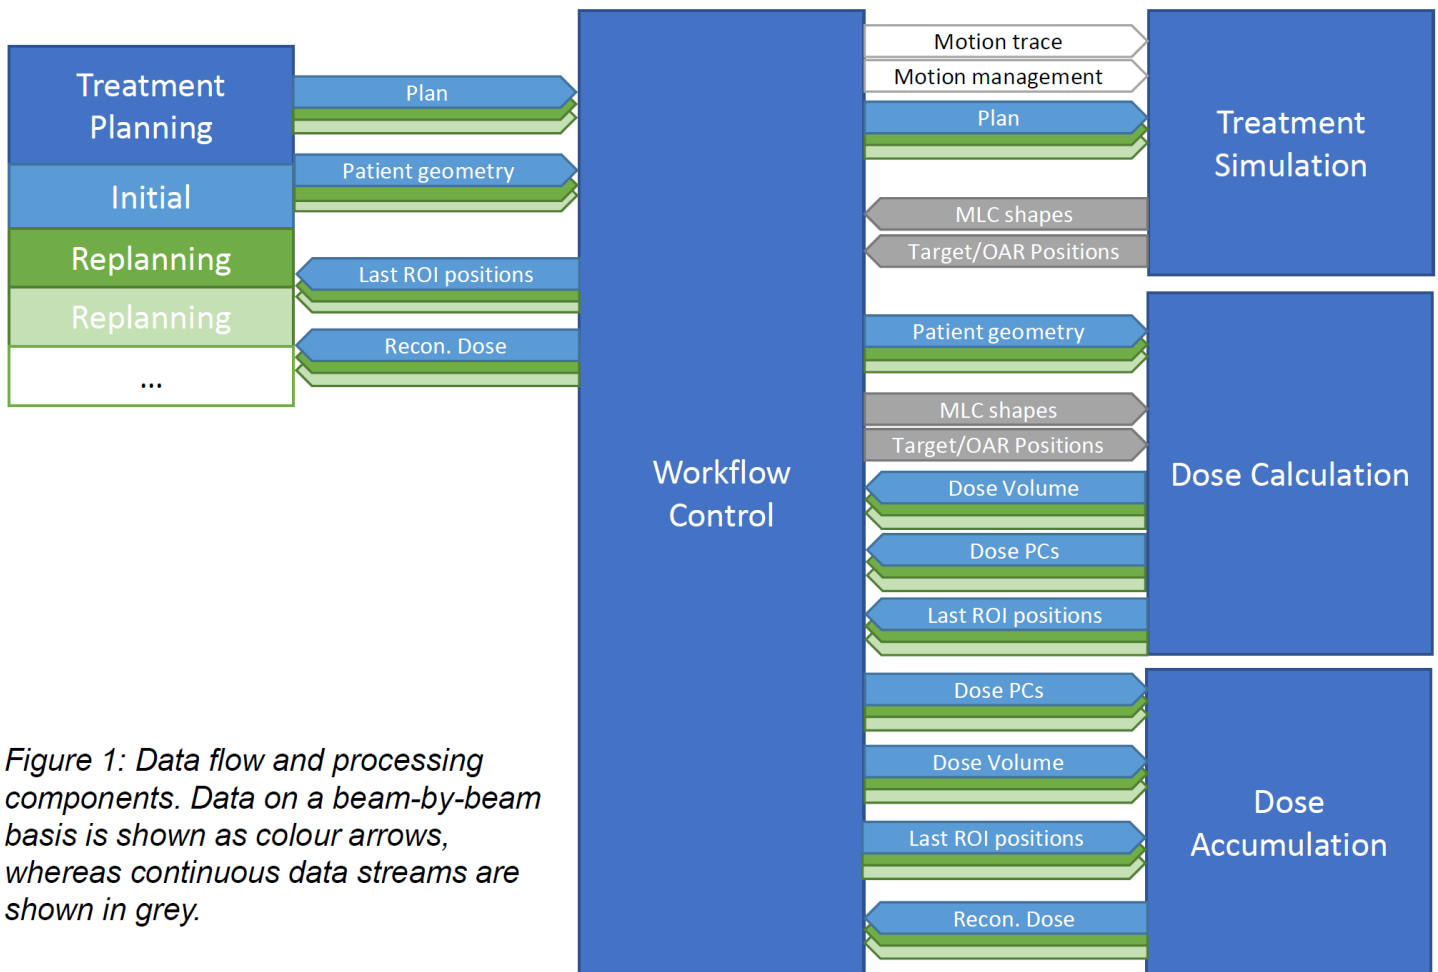 Treatment
Planning
Initial
Replanning
Replanning
...
Plan
Patient geometry
Last ROI positions
Recon. Dose
Workflow
Control
Motion trace
Motion management
Plan
MLC shapes
Target/OAR Positions
Treatment
Simulation
Patient geometry
MLC shapes
Target/OAR Positions
Dose Volume
Dose PCs
Last ROI positions
Dose Calculation
Dose PCs
Dose Volume
Last ROI positions
Recon. Dose
Dose
Accumulation
Figure 1: Data flow and processing
components. Data on a beam-by-beam
basis is shown as colour arrows,
whereas continuous data streams are
shown in grey.